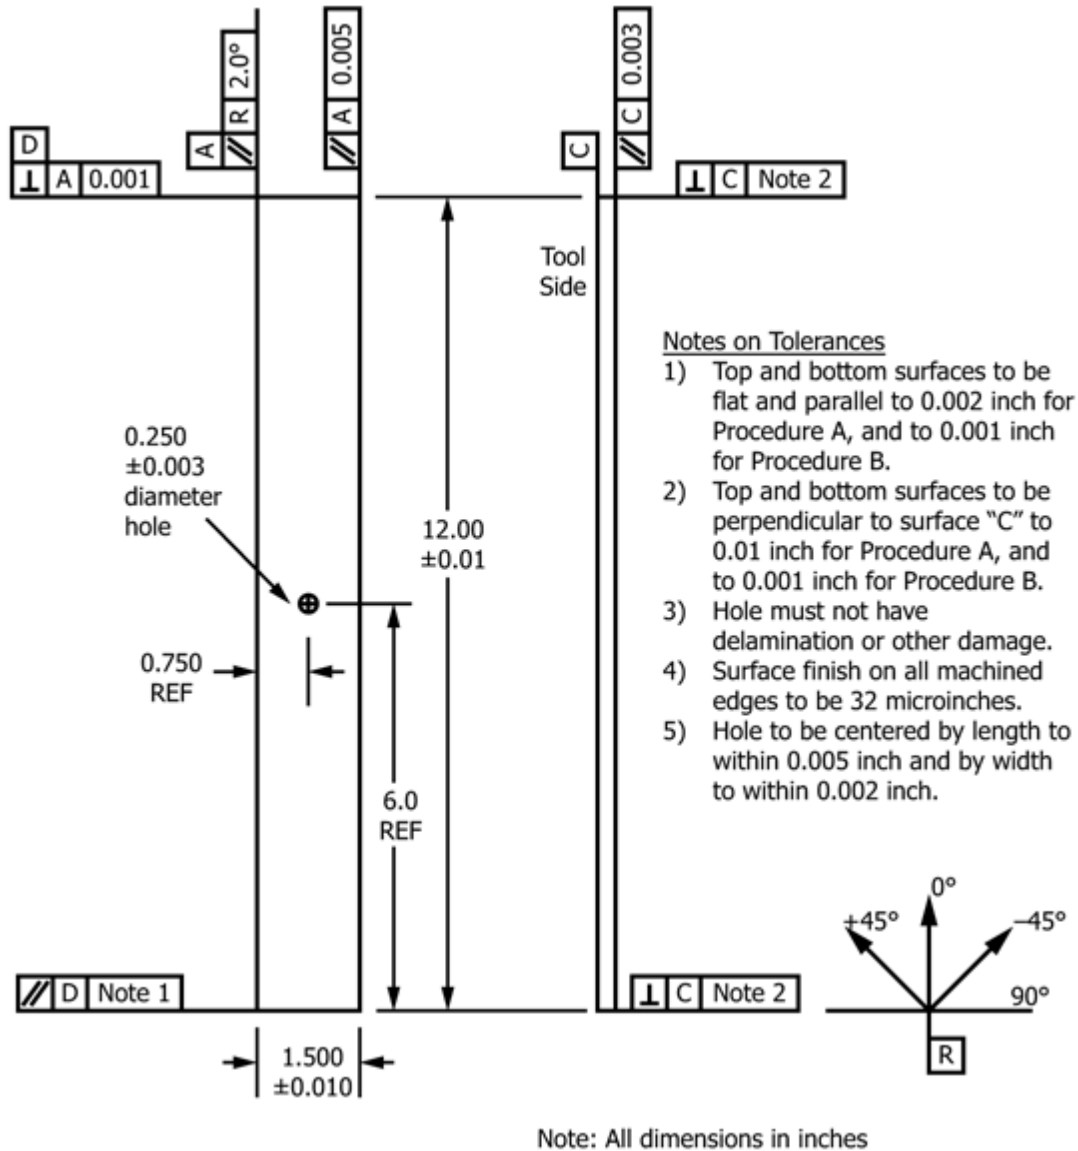 A // R 2.0°
// A 0.005
// C 0.003
D
⊥ A 0.001
C
⊥ C Note 2
Tool
Side
Notes on Tolerances
1) Top and bottom surfaces to be
flat and parallel to 0.002 inch for
Procedure A, and to 0.001 inch
for Procedure B.
2) Top and bottom surfaces to be
perpendicular to surface “C” to
0.01 inch for Procedure A, and
to 0.001 inch for Procedure B.
3) Hole must not have
delamination or other damage.
4) Surface finish on all machined
edges to be 32 microinches.
5) Hole to be centered by length to
within 0.005 inch and by width
to within 0.002 inch.
0.250
±0.003
diameter
hole
12.00
±0.01
0.750
REF
6.0
REF
0°
+45°
−45°
90°
R
// D Note 1
⊥ C Note 2
1.500
±0.010
Note: All dimensions in inches